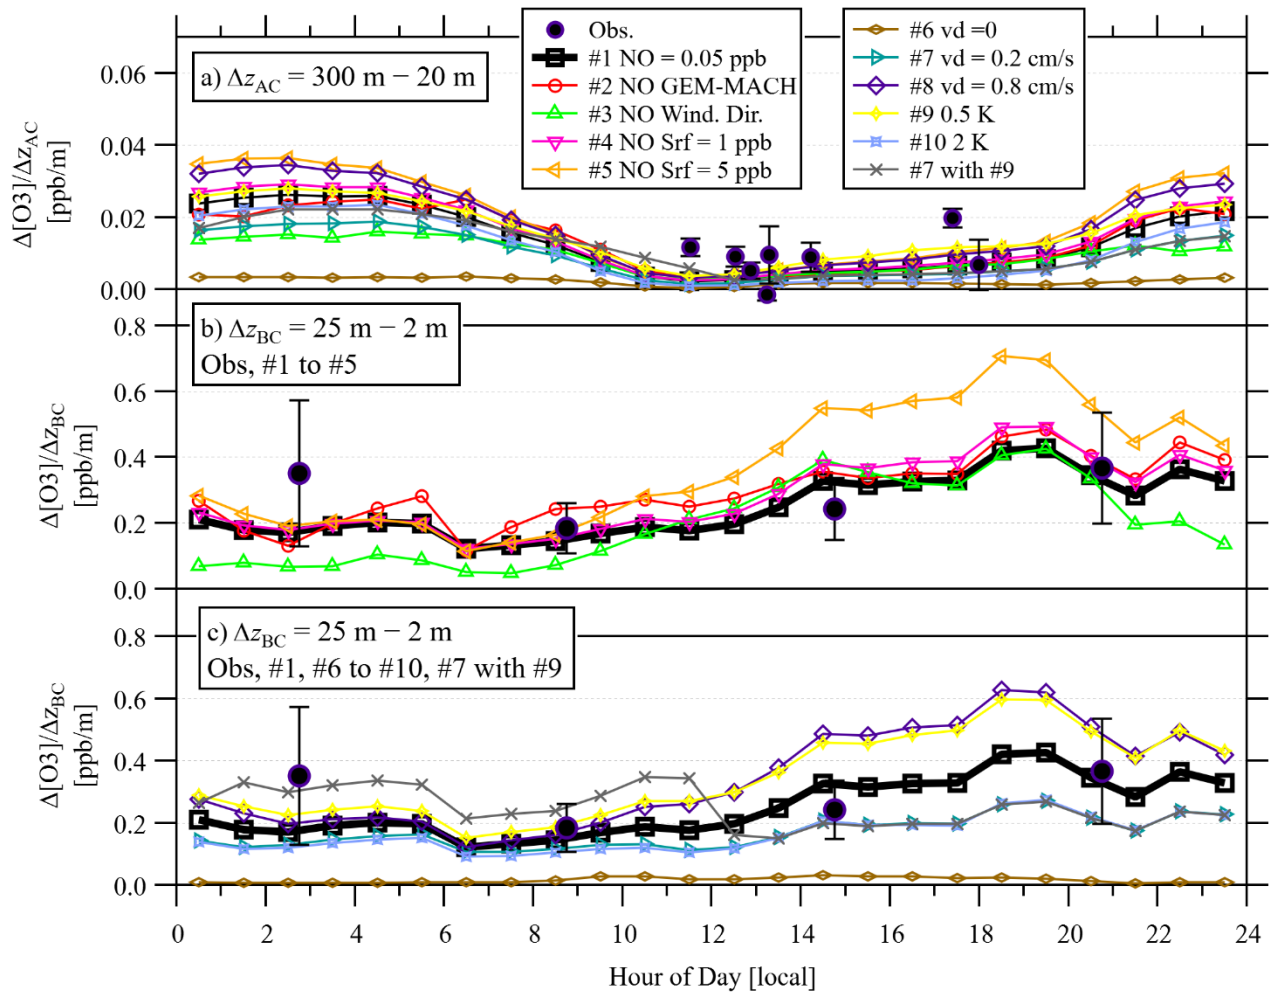 Obs.
#1 NO = 0.05 ppb
#2 NO GEM-MACH
#3 NO Wind. Dir.
#4 NO Srf = 1 ppb
#5 NO Srf = 5 ppb
#6 vd =0
#7 vd = 0.2 cm/s
#8 vd = 0.8 cm/s
#9 0.5 K
#10 2 K
#7 with #9
a) ΔzAC = 300 m − 20 m
Δ[O3]/ΔzAC
[ppb/m]
0.06
0.04
0.02
0.00
b) ΔzBC = 25 m − 2 m
Obs, #1 to #5
Δ[O3]/ΔzBC
[ppb/m]
0.8
0.6
0.4
0.2
0.0
c) ΔzBC = 25 m − 2 m
Obs, #1, #6 to #10, #7 with #9
Δ[O3]/ΔzBC
[ppb/m]
0.8
0.6
0.4
0.2
0.0
0 2 4 6 8 10 12 14 16 18 20 22 24
Hour of Day [local]